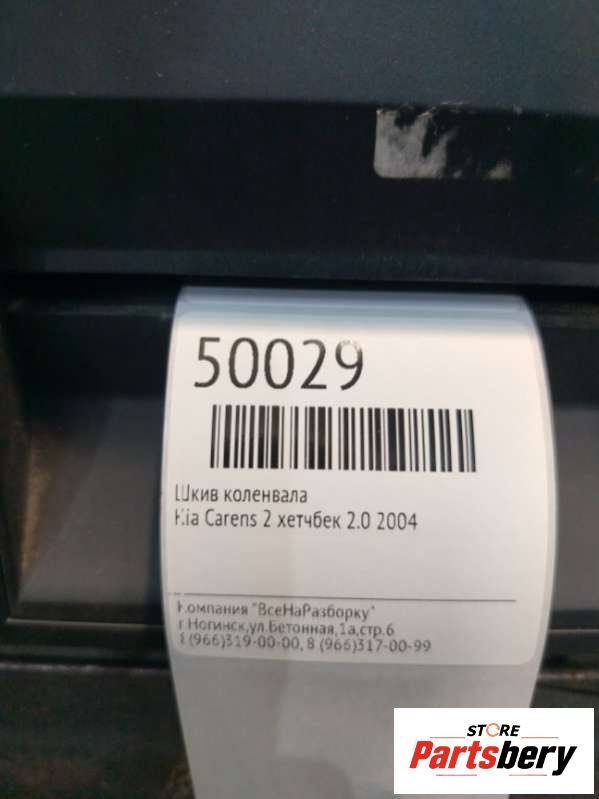 50029
Шкив коленвала
Kia Carens 2 хетчбек 2.0 2004
Компания "ВсеНаРазборку"
г.Ногинск,ул.Бетонная,1а,стр.6
8 (966)319-00-00, 8 (966)317-00-99
STORE
Partsbery